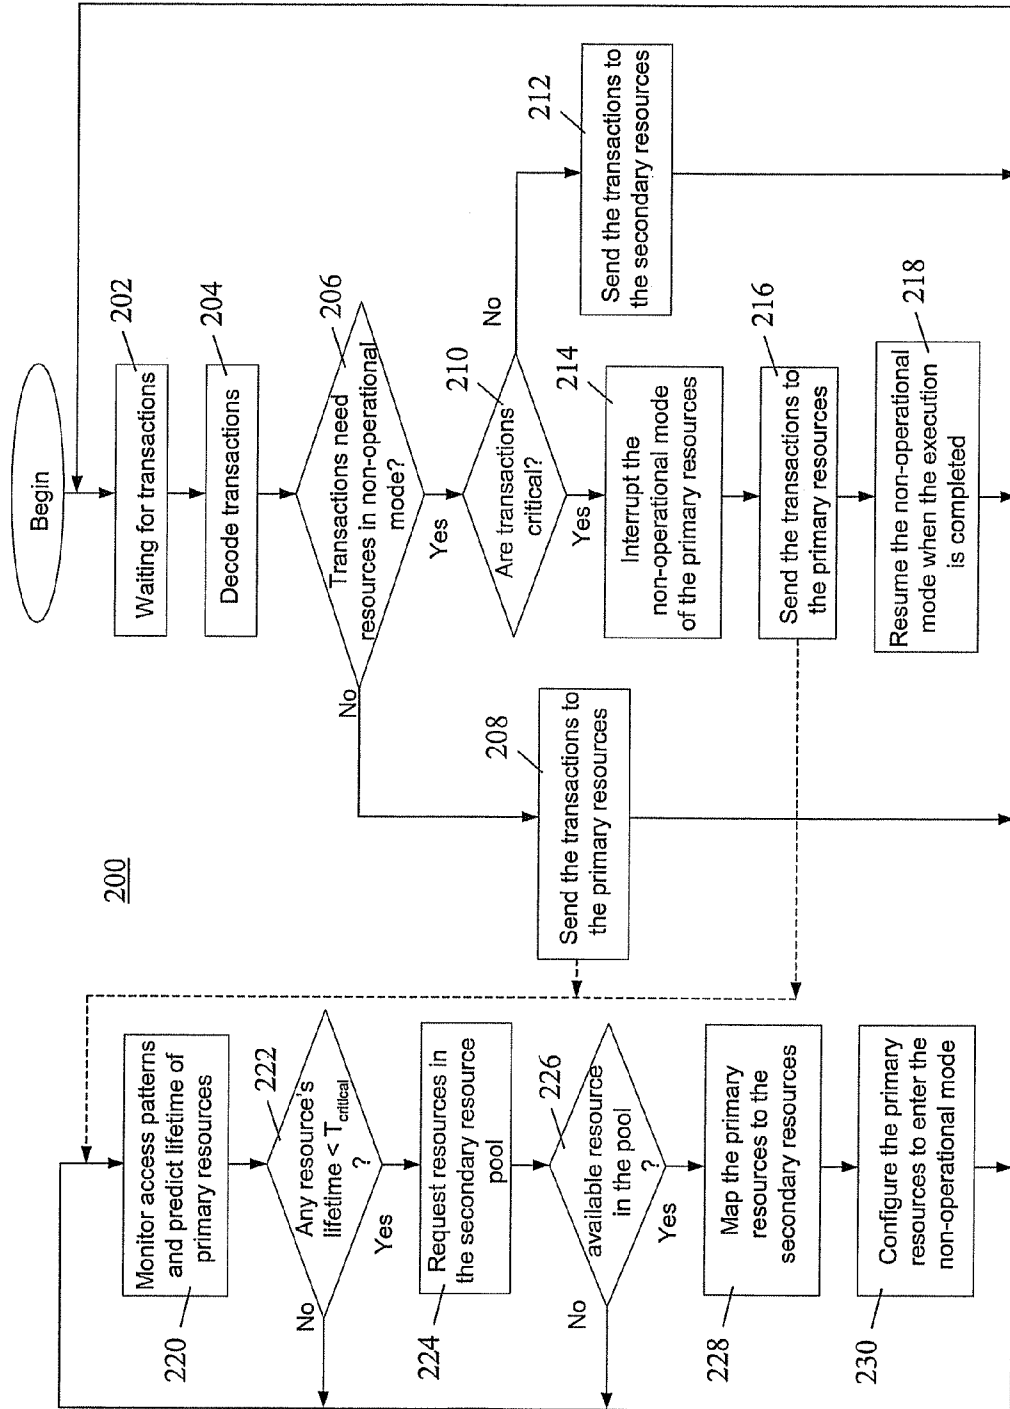 200
Begin
202
Waiting for transactions
204
Decode transactions
206
Transactions need
resources in non-operational
mode?
No
Yes
208
Send the transactions to
the primary resources
210
Are transactions
critical?
No
Yes
212
Send the transactions to
the secondary resources
214
Interrupt the
non-operational mode
of the primary resources
216
Send the transactions to
the primary resources
218
Resume the non-operational
mode when the execution
is completed
220
Monitor access patterns
and predict lifetime of
primary resources
222
Any resource's
lifetime < Tcritical
?
No
Yes
224
Request resources in
the secondary resource
pool
226
available resource
in the pool
?
No
Yes
228
Map the primary
resources to the
secondary resources
230
Configure the primary
resources to enter the
non-operational mode